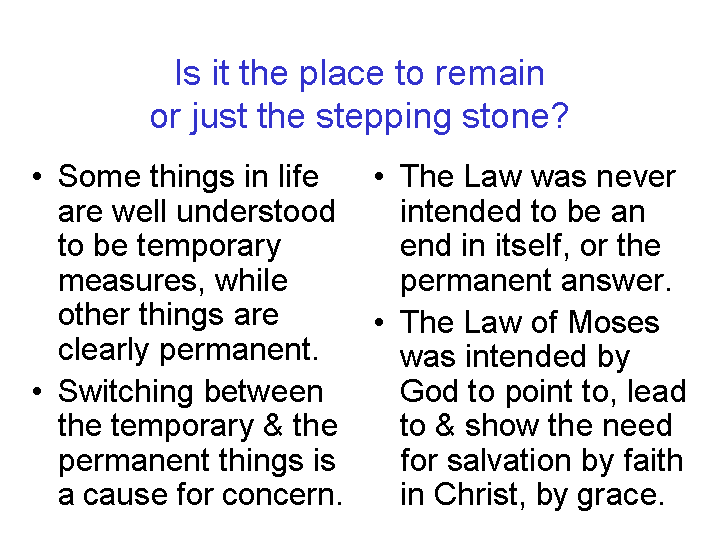 Is it the place to remain
or just the stepping stone?
• Some things in life
are well understood
to be temporary
measures, while
other things are
clearly permanent.
• Switching between
the temporary & the
permanent things is
a cause for concern.
• The Law was never
intended to be an
end in itself, or the
permanent answer.
• The Law of Moses
was intended by
God to point to, lead
to & show the need
for salvation by faith
in Christ, by grace.